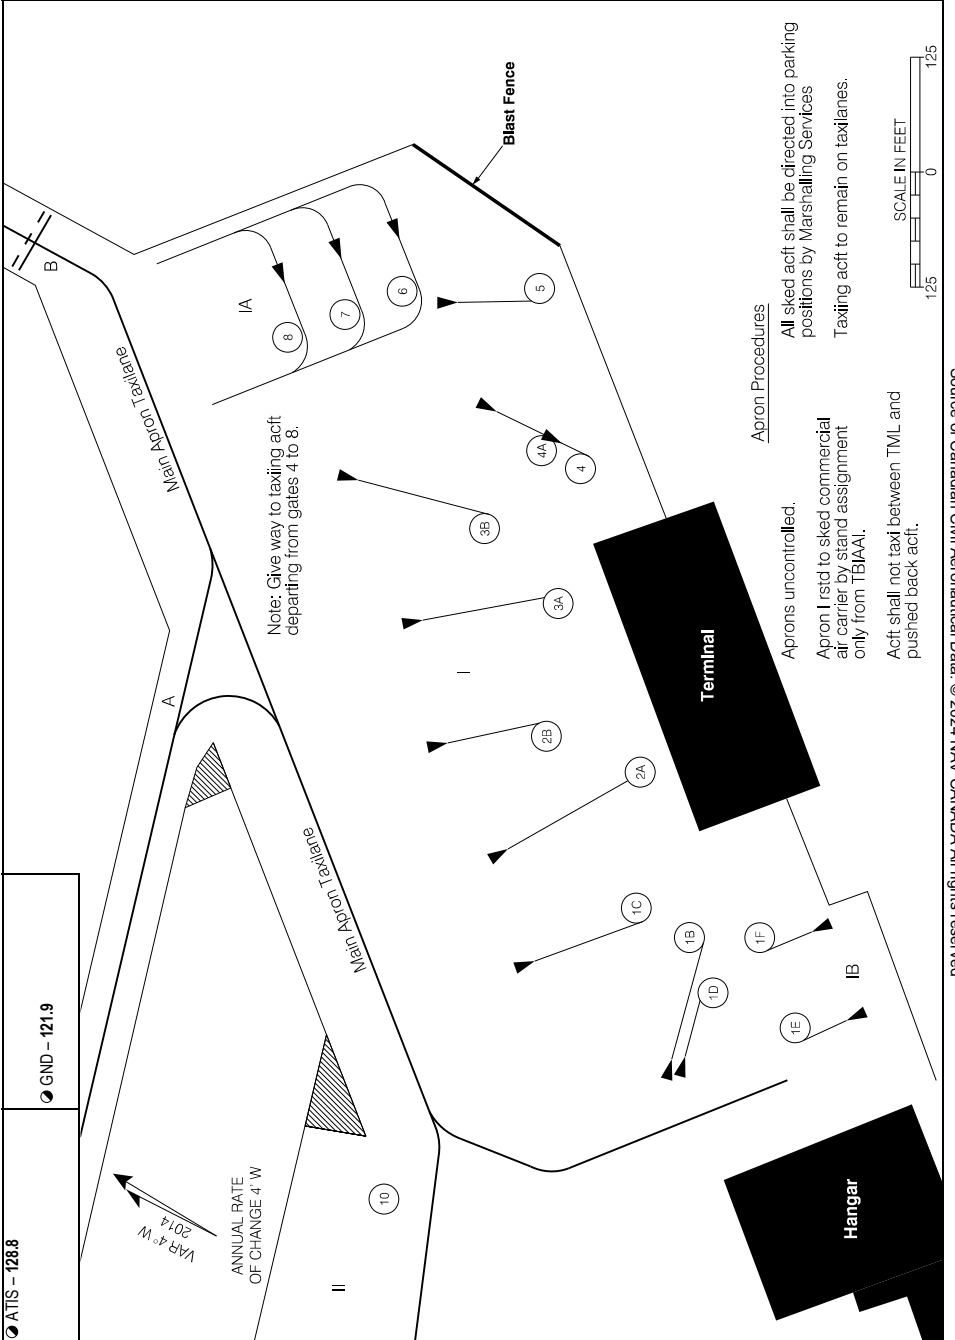 ATIS – 128.8
GND – 121.9
VAR 4° W
2014
ANNUAL RATE
OF CHANGE 4' W
II
10
A
B
Main Apron Taxilane
Main Apron Taxilane
Note: Give way to taxiing acft
departing from gates 4 to 8.
IA
8
7
6
5
4A
4
3B
3A
I
2B
2A
1C
1B
1D
1F
1E
IB
Blast Fence
Terminal
Hangar
Apron Procedures
Aprons uncontrolled.
Apron I rstd to sked commercial
air carrier by stand assignment
only from TBIAAI.
Acft shall not taxi between TML and
pushed back acft.
All sked acft shall be directed into parking
positions by Marshalling Services
Taxiing acft to remain on taxilanes.
SCALE IN FEET
125 0 125
Source of Canadian Civil Aeronautical Data: © 2024 NAV CANADA All rights reserved